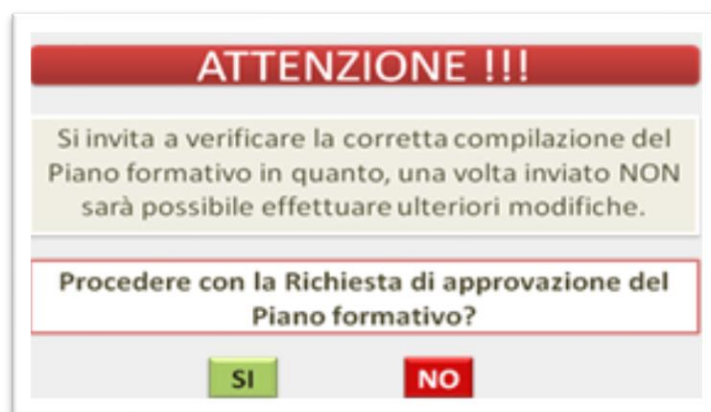 ATTENZIONE !!!
Si invita a verificare la corretta compilazione del
Piano formativo in quanto, una volta inviato NON
sarà possibile effettuare ulteriori modifiche.
Procedere con la Richiesta di approvazione del
Piano formativo?
SI
NO